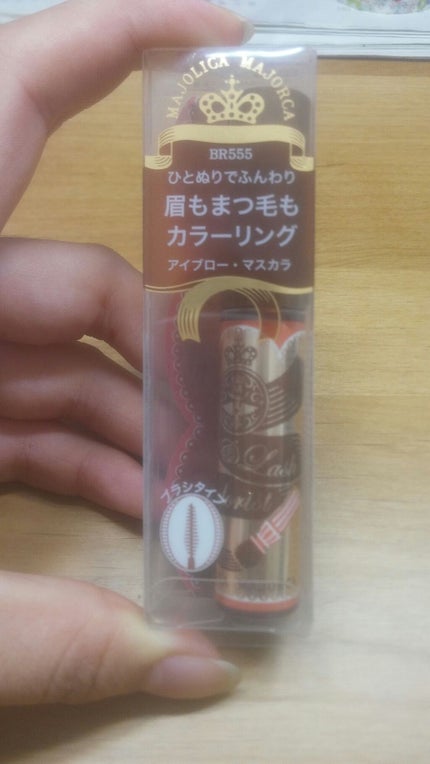 MAJOLICA MAJORCA
BR555
ひとぬりでふんわり
眉もまつ毛も
カラーリング
アイブロー・マスカラ
Lash
ブラシタイプ